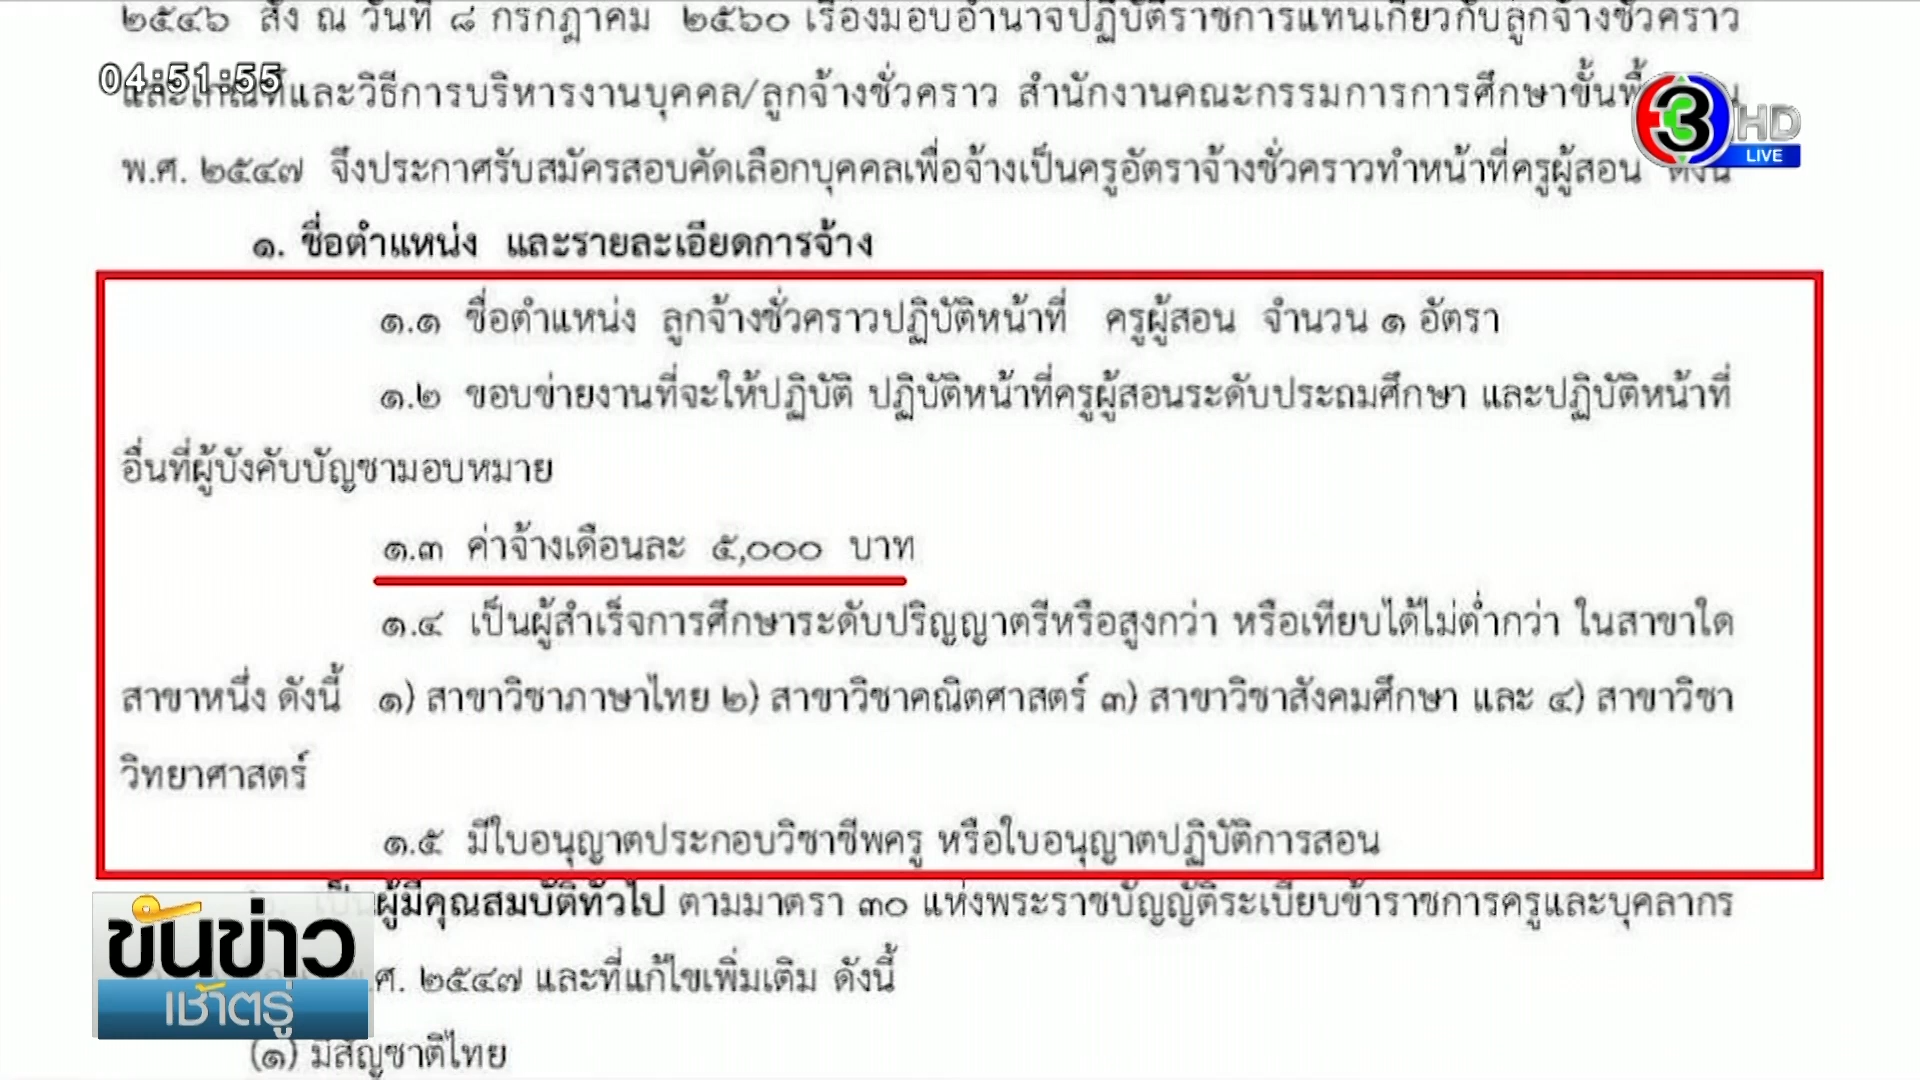 ๒๕๔๖ สั่ง ณ วันที่ ๘ กรกฎาคม ๒๕๖๐ เรื่องมอบอำนาจปฏิบัติราชการแทนเกี่ยวกับลูกจ้างชั่วคราว
04:51:55
และวิธีการบริหารงานบุคคล/ลูกจ้างชั่วคราว สำนักงานคณะกรรมการการศึกษาขั้น
3 HD
LIVE
พ.ศ. ๒๕๔๗ จึงประกาศรับสมัครสอบคัดเลือกบุคคลเพื่อจ้างเป็นครูอัตราจ้างชั่วคราวทำหน้าที่ครูผู้สอน ดังนี้
๑. ชื่อตำแหน่ง และรายละเอียดการจ้าง
๑.๑ ชื่อตำแหน่ง ลูกจ้างชั่วคราวปฏิบัติหน้าที่ ครูผู้สอน จำนวน ๑ อัตรา
๑.๒ ขอบข่ายงานที่จะให้ปฏิบัติ ปฏิบัติหน้าที่ครูผู้สอนระดับประถมศึกษา และปฏิบัติหน้าที่
อื่นที่ผู้บังคับบัญชามอบหมาย
๑.๓ ค่าจ้างเดือนละ ๕,๐๐๐ บาท
๑.๔ เป็นผู้สำเร็จการศึกษาระดับปริญญาตรีหรือสูงกว่า หรือเทียบได้ไม่ต่ำกว่า ในสาขาใด
สาขาหนึ่ง ดังนี้ ๑) สาขาวิชาภาษาไทย ๒) สาขาวิชาคณิตศาสตร์ ๓) สาขาวิชาสังคมศึกษา และ ๔) สาขาวิชา
วิทยาศาสตร์
๑.๕ มีใบอนุญาตประกอบวิชาชีพครู หรือใบอนุญาตปฏิบัติการสอน
เป็นผู้มีคุณสมบัติทั่วไป ตามมาตรา ๓๐ แห่งพระราชบัญญัติระเบียบข้าราชการครูและบุคลากร
พ.ศ. ๒๕๔๗ และที่แก้ไขเพิ่มเติม ดังนี้
(๑) มีสัญชาติไทย
ขันข่าว
เช้าตรู่